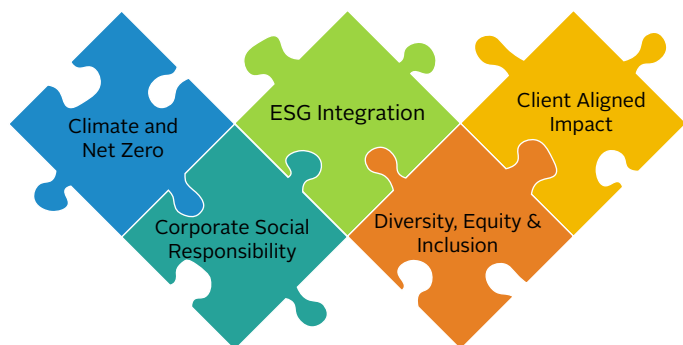 Climate and
Net Zero
ESG Integration
Client Aligned
Impact
Corporate Social
Responsibility
Diversity, Equity &
Inclusion